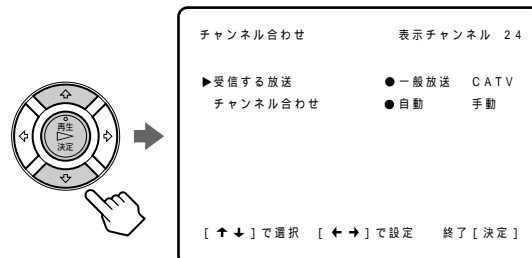 再生
決定
チャンネル合わせ 表示チャンネル 24
▶受信する放送 ●一般放送 CATV
チャンネル合わせ ●自動 手動
[↑↓]で選択 [←→]で設定 終了[決定]